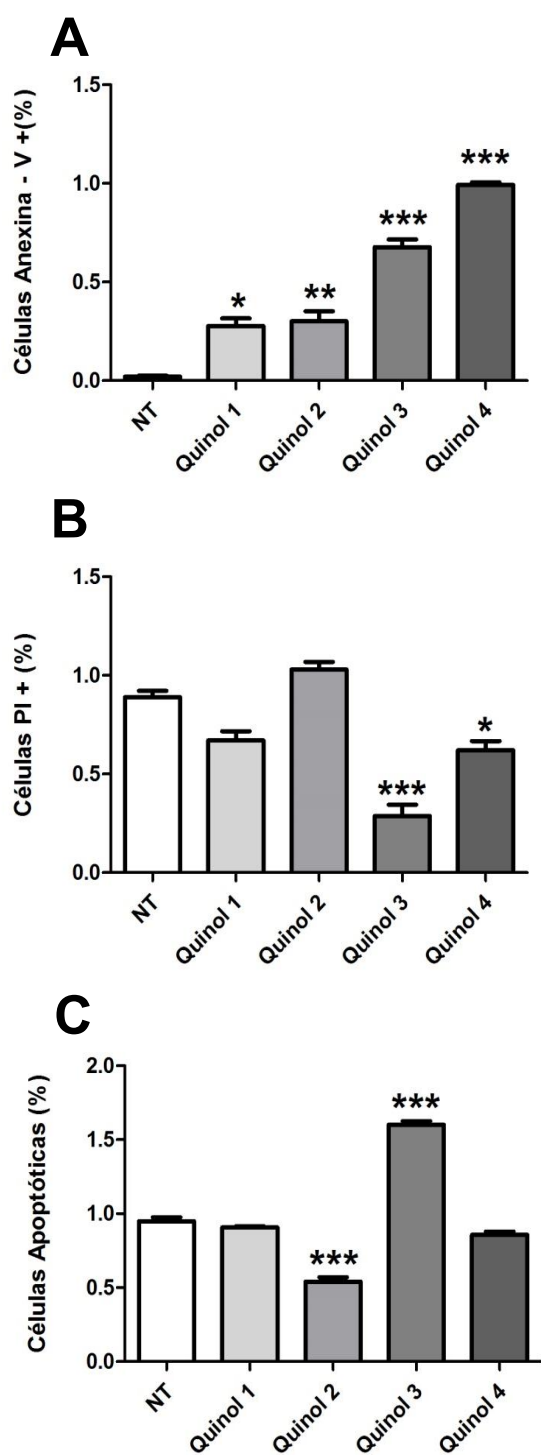 A
Células Anexina - V +(%)
1.5
1.0
0.5
0.0
*
**
***
***
NT
Quinol 1
Quinol 2
Quinol 3
Quinol 4
B
Células PI + (%)
1.5
1.0
0.5
0.0
***
*
NT
Quinol 1
Quinol 2
Quinol 3
Quinol 4
C
Células Apoptóticas (%)
2.0
1.5
1.0
0.5
0.0
***
***
NT
Quinol 1
Quinol 2
Quinol 3
Quinol 4